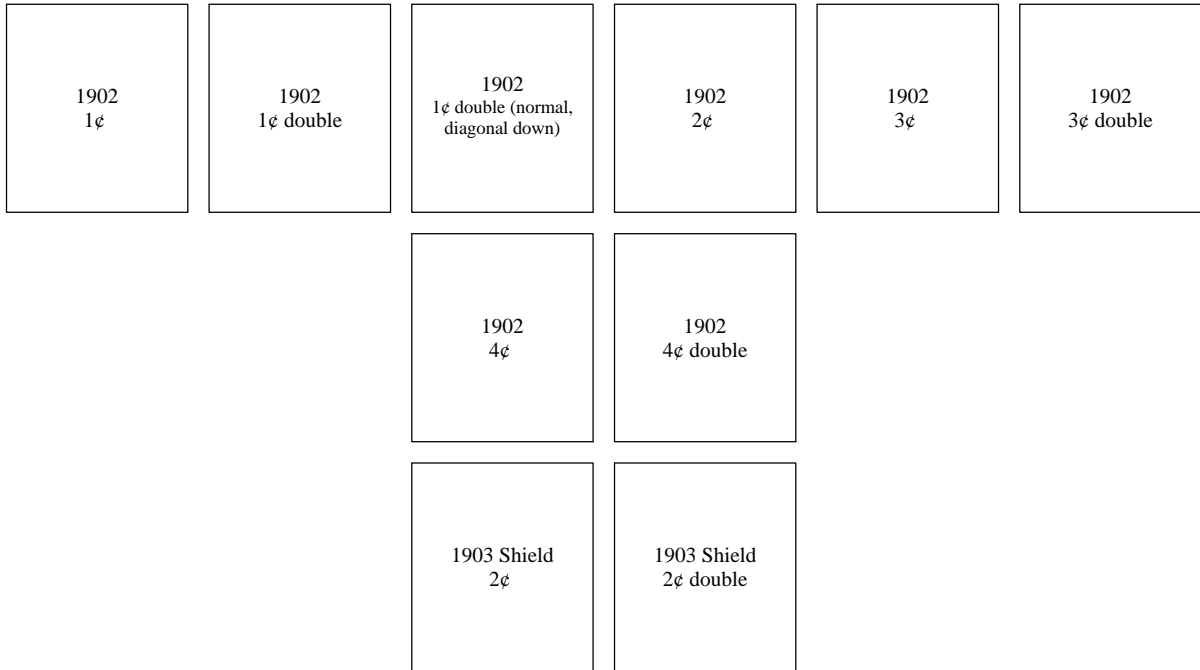 1902
1¢
1902
1¢ double
1902
1¢ double (normal,
diagonal down)
1902
2¢
1902
3¢
1902
3¢ double
1902
4¢
1902
4¢ double
1903 Shield
2¢
1903 Shield
2¢ double